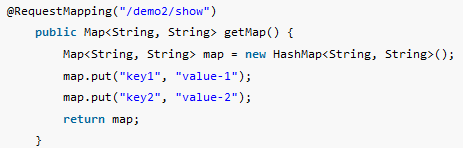 @RequestMapping("/demo2/show")
    public Map<String, String> getMap() {
        Map<String, String> map = new HashMap<String, String>();
        map.put("key1", "value-1");
        map.put("key2", "value-2");
        return map;
    }